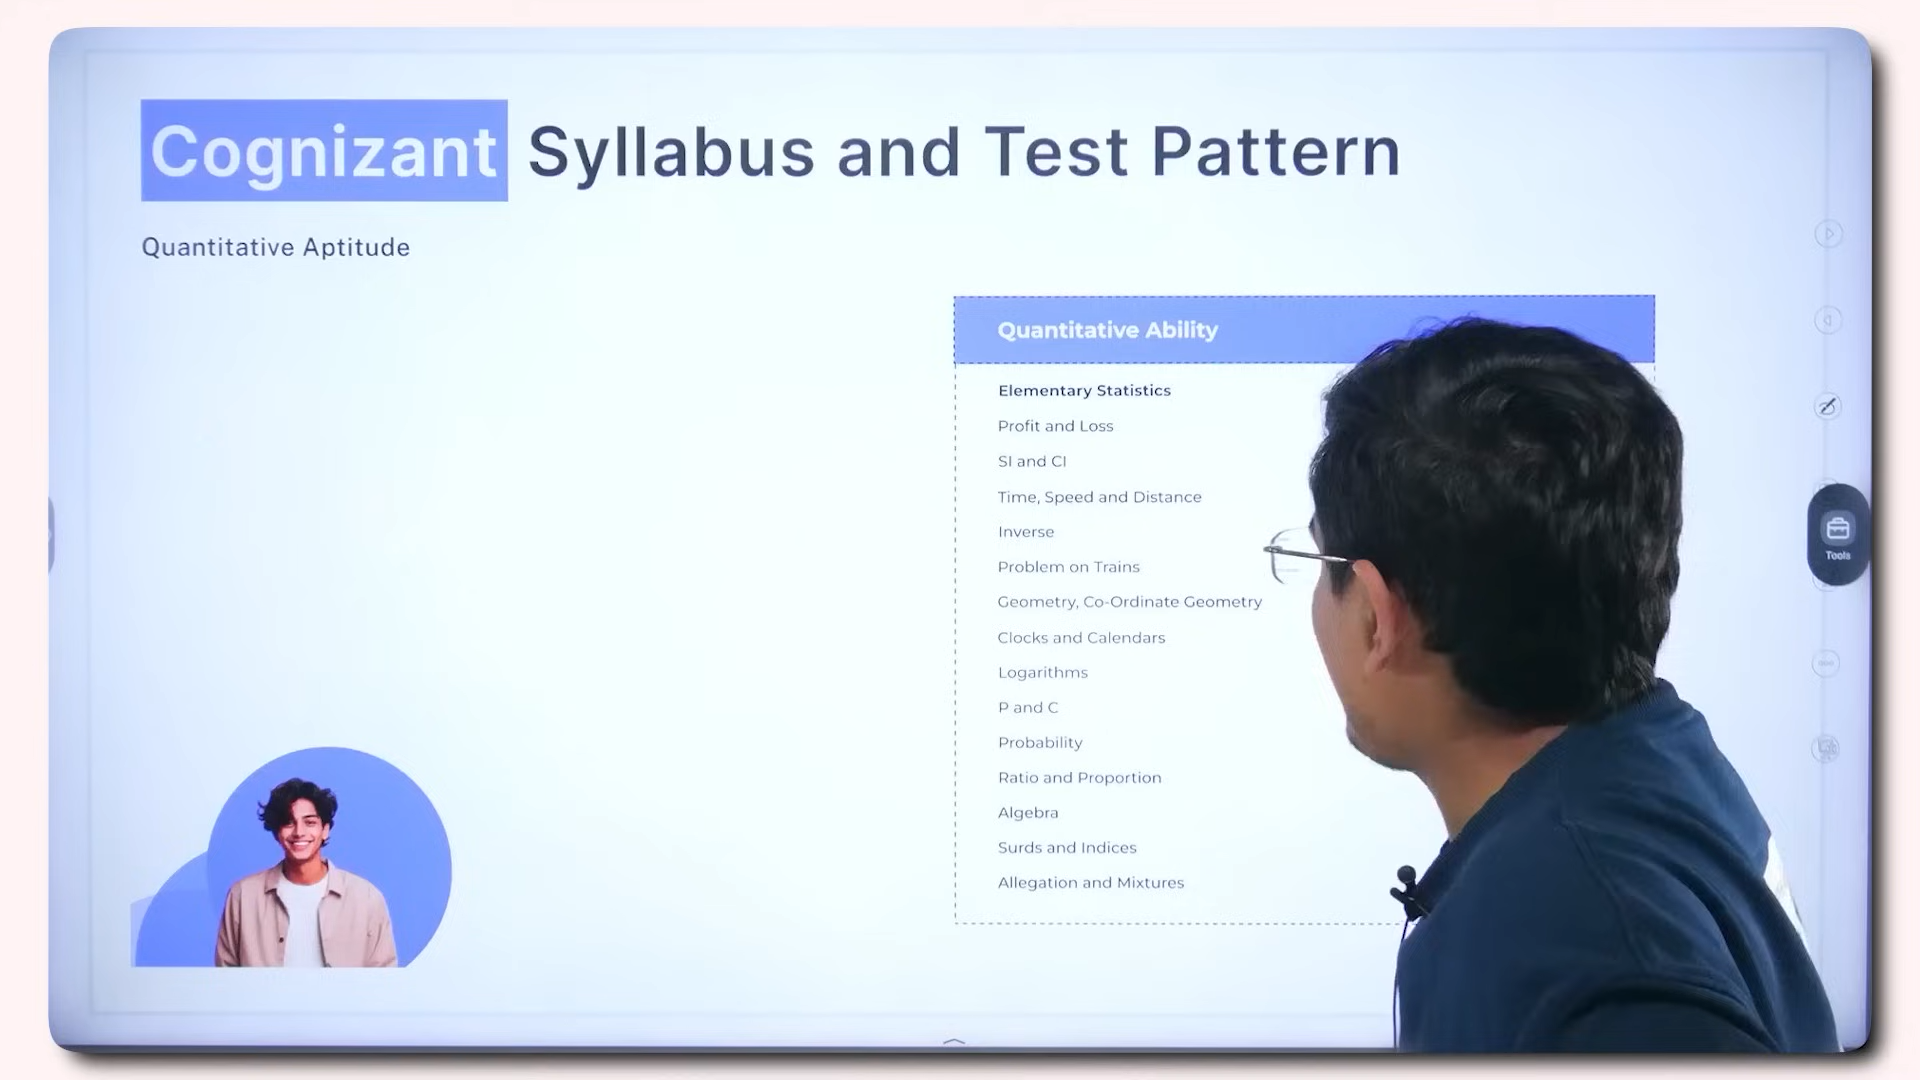 Cognizant Syllabus and Test Pattern
Quantitative Aptitude
Quantitative Ability
Elementary Statistics
Profit and Loss
SI and CI
Time, Speed and Distance
Inverse
Problem on Trains
Geometry, Co-Ordinate Geometry
Clocks and Calendars
Logarithms
P and C
Probability
Ratio and Proportion
Algebra
Surds and Indices
Allegation and Mixtures
Tools